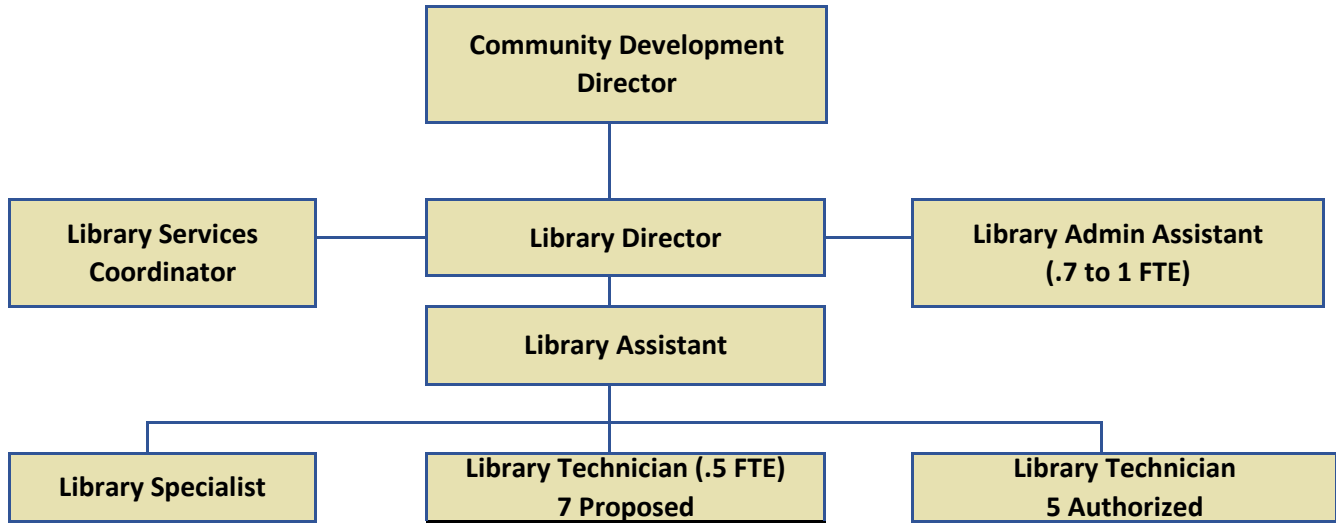 Community Development
Director
Library Services
Coordinator
Library Director
Library Admin Assistant
(.7 to 1 FTE)
Library Assistant
Library Specialist
Library Technician (.5 FTE)
7 Proposed
Library Technician
5 Authorized